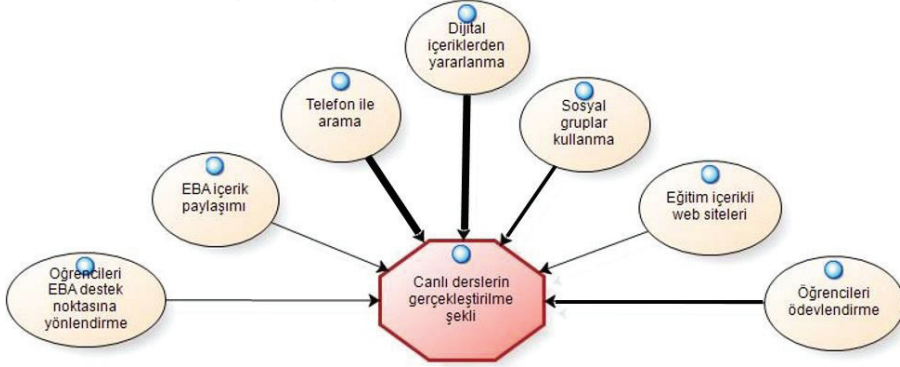 Dijital
içeriklerden
yararlanma
Telefon ile
arama
Sosyal
gruplar
kullanma
EBA içerik
paylaşımı
Eğitim içerikli
web siteleri
Öğrencileri
EBA destek
noktasına
yönlendirme
Canlı derslerin
gerçekleştirilme
şekli
Öğrencileri
ödevlendirme